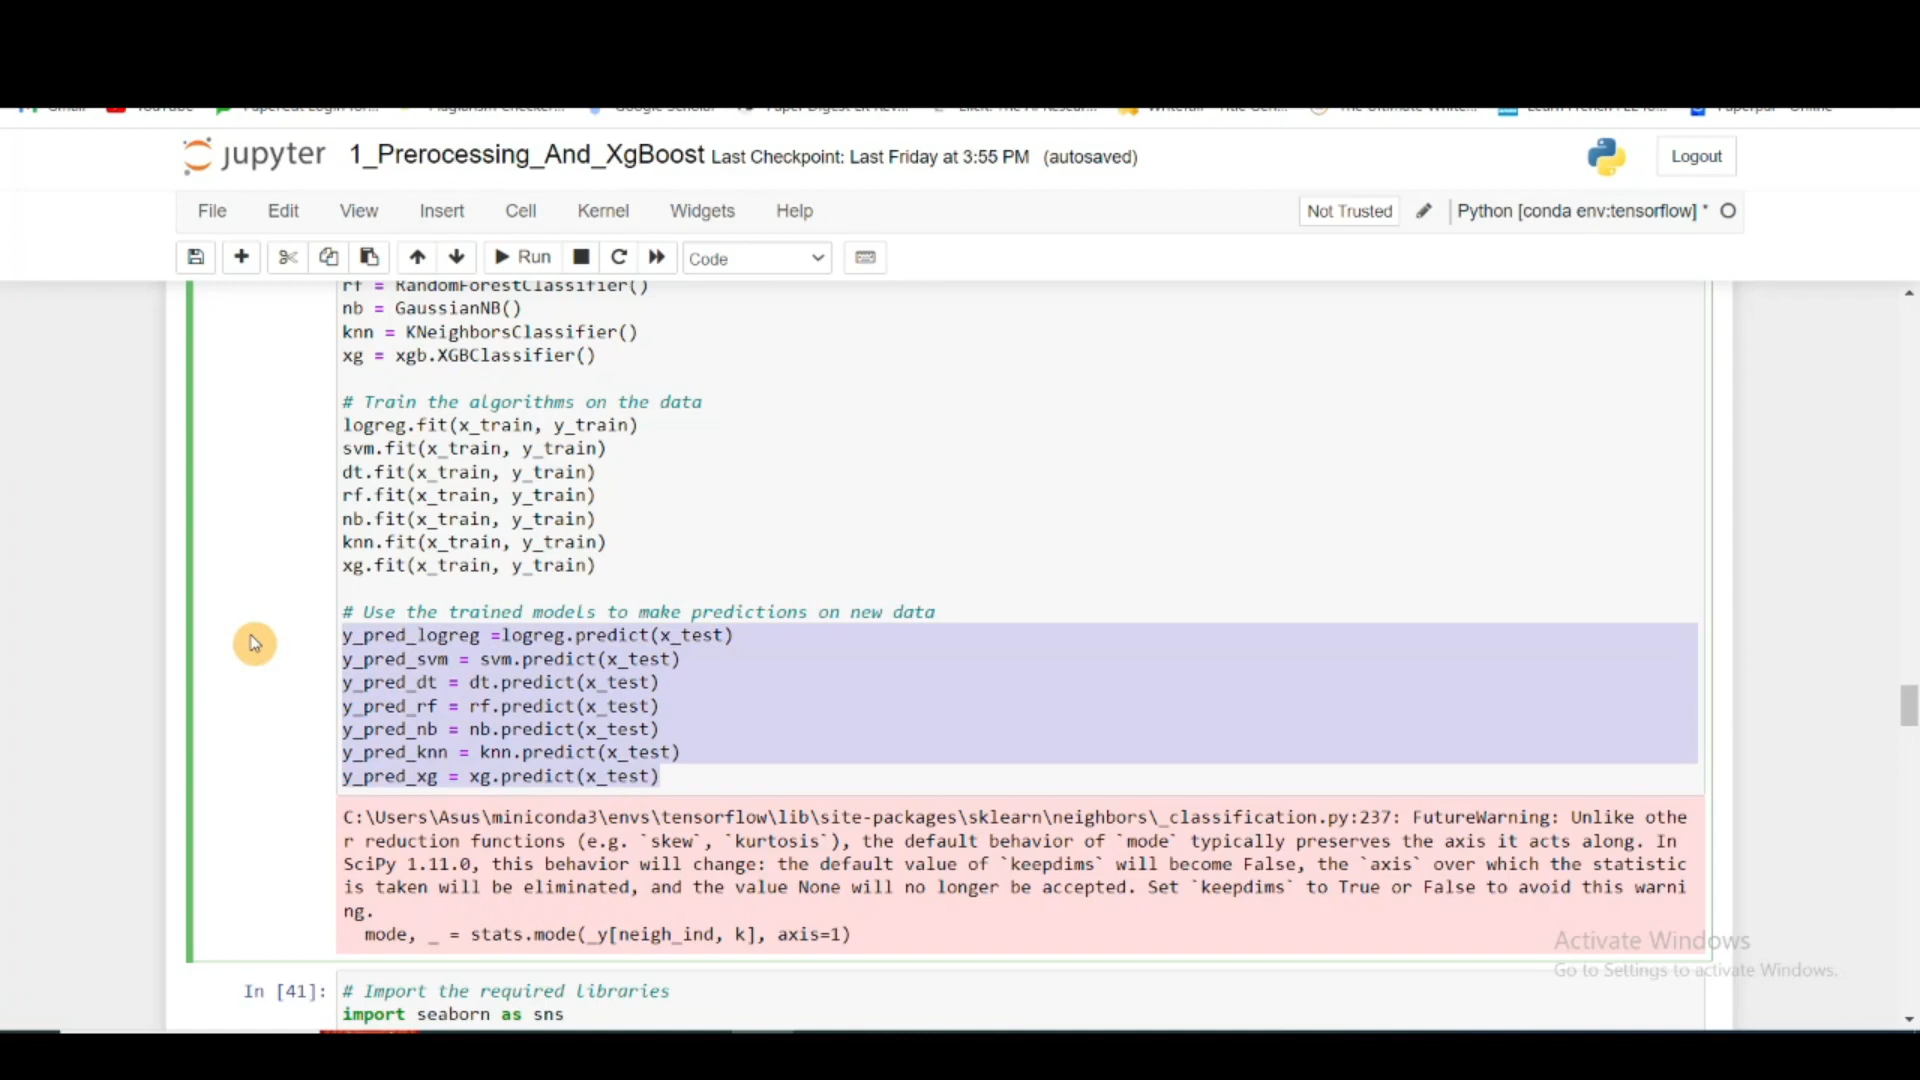 jupyter 1_Prerocessing_And_XgBoost Last Checkpoint: Last Friday at 3:55 PM (autosaved) Logout
File Edit View Insert Cell Kernel Widgets Help Not Trusted Python [conda env:tensorflow] *
Run Code
rf = RandomForestClassifier()
nb = GaussianNB()
knn = KNeighborsClassifier()
xg = xgb.XGBClassifier()
# Train the algorithms on the data
logreg.fit(x_train, y_train)
svm.fit(x_train, y_train)
dt.fit(x_train, y_train)
rf.fit(x_train, y_train)
nb.fit(x_train, y_train)
knn.fit(x_train, y_train)
xg.fit(x_train, y_train)
# Use the trained models to make predictions on new data
y_pred_logreg =logreg.predict(x_test)
y_pred_svm = svm.predict(x_test)
y_pred_dt = dt.predict(x_test)
y_pred_rf = rf.predict(x_test)
y_pred_nb = nb.predict(x_test)
y_pred_knn = knn.predict(x_test)
y_pred_xg = xg.predict(x_test)
C:\Users\Asus\miniconda3\envs\tensorflow\lib\site-packages\sklearn\neighbors\_classification.py:237: FutureWarning: Unlike othe
r reduction functions (e.g. `skew`, `kurtosis`), the default behavior of `mode` typically preserves the axis it acts along. In
SciPy 1.11.0, this behavior will change: the default value of `keepdims` will become False, the `axis` over which the statistic
is taken will be eliminated, and the value None will no longer be accepted. Set `keepdims` to True or False to avoid this warni
ng.
mode, _ = stats.mode(_y[neigh_ind, k], axis=1)
Activate Windows
Go to Settings to activate Windows.
In [41]: # Import the required libraries
import seaborn as sns